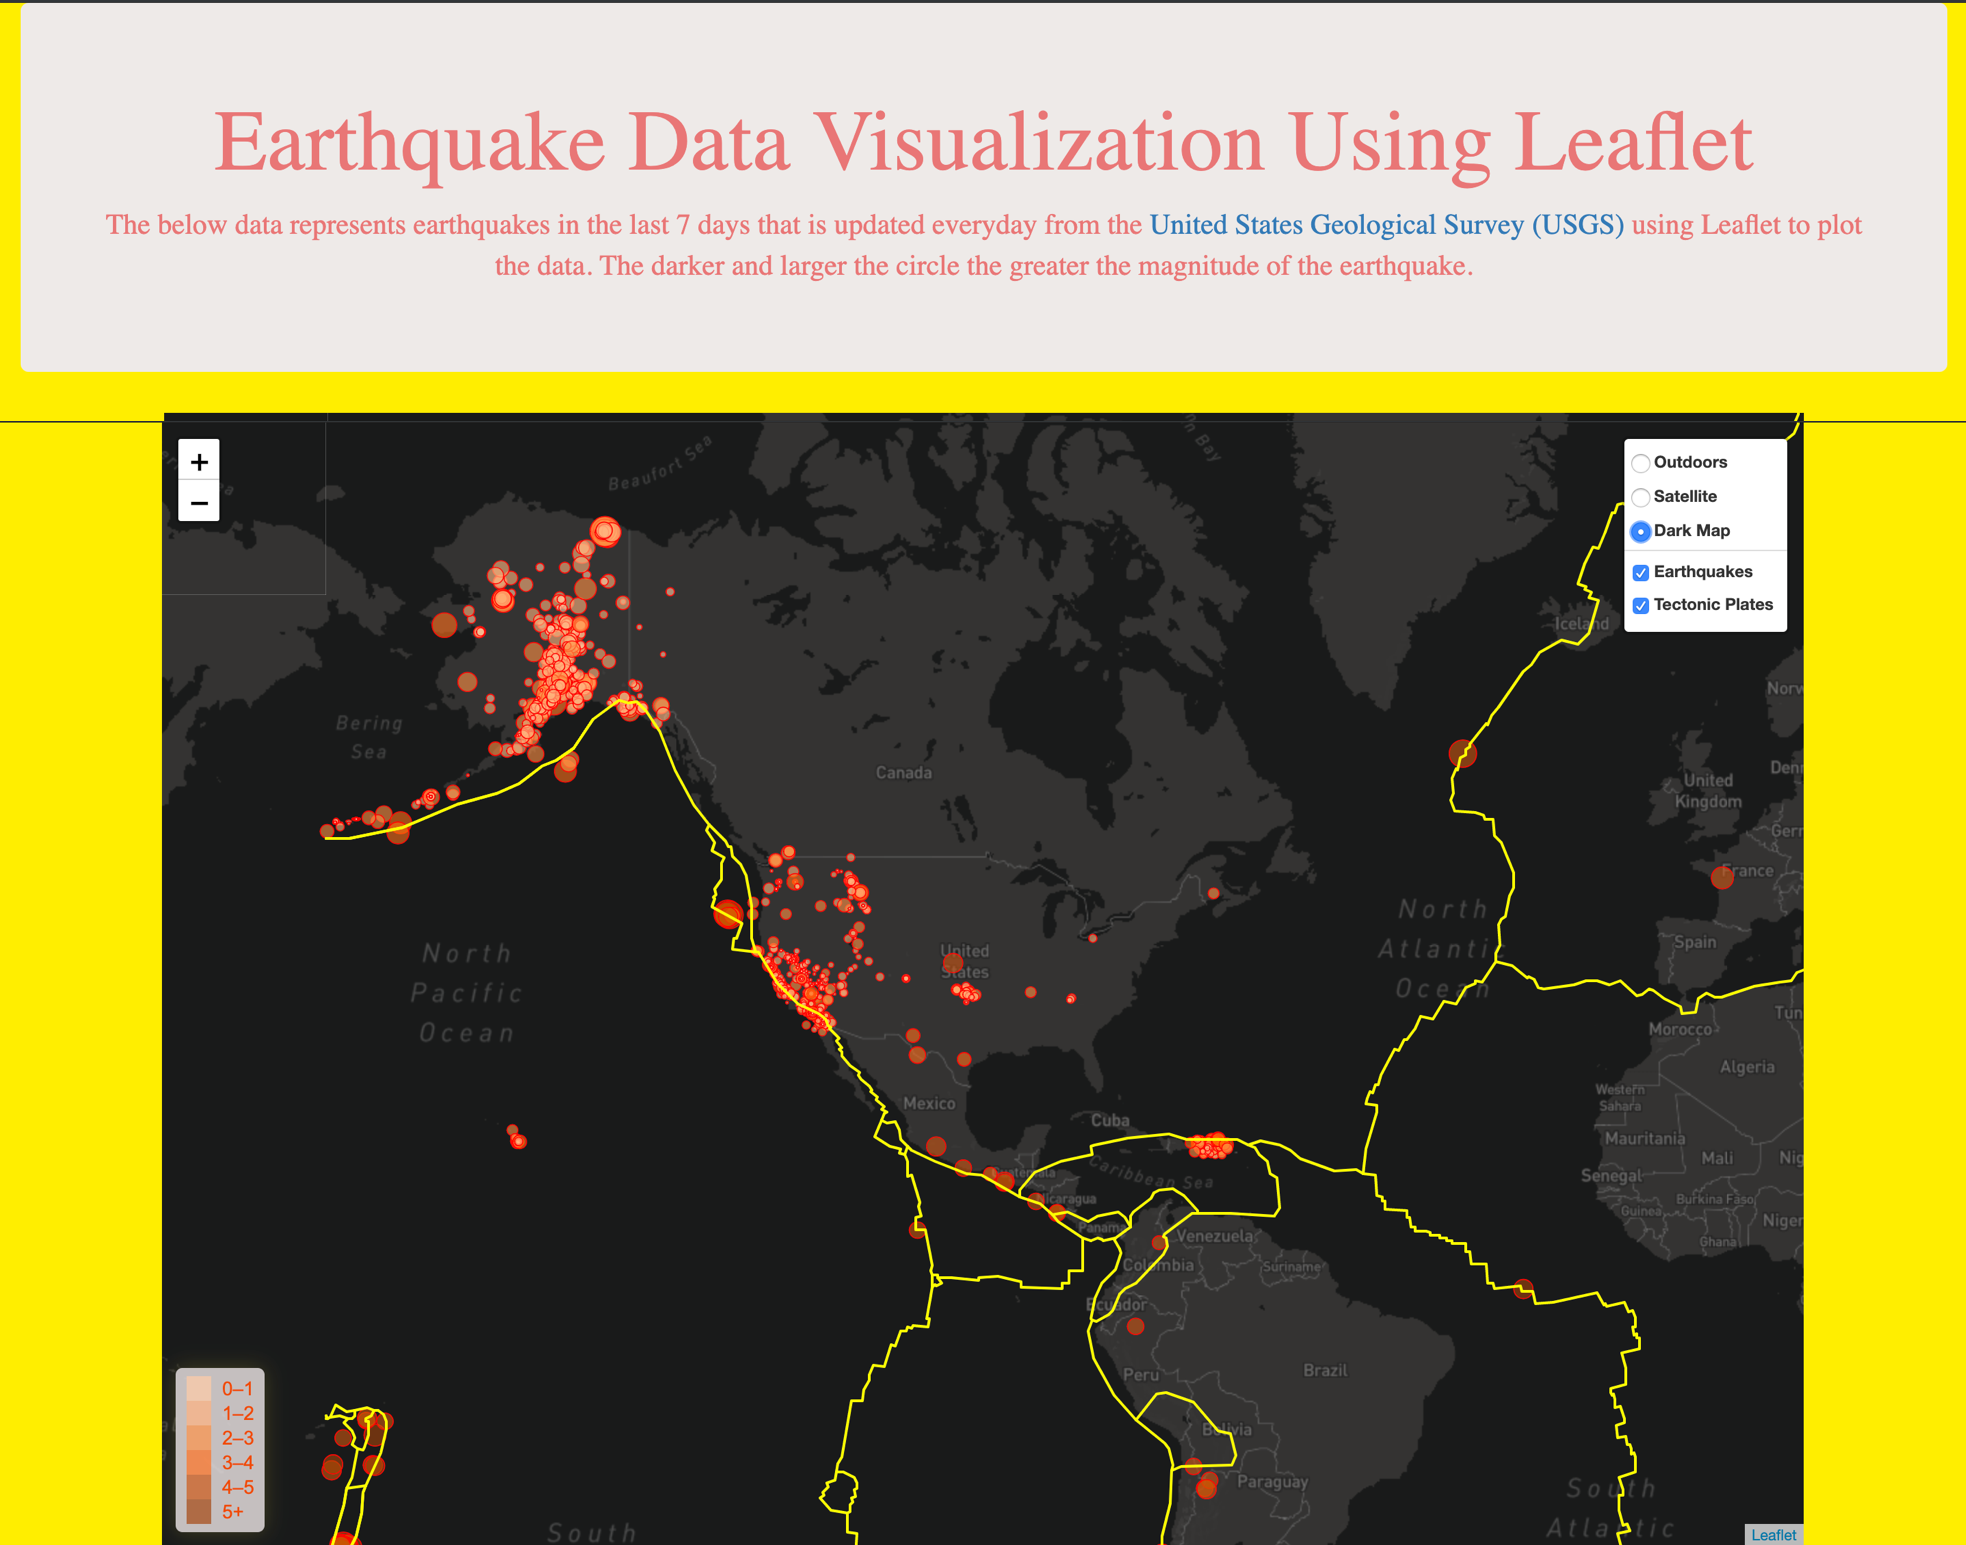 Earthquake Data Visualization Using Leaflet
The below data represents earthquakes in the last 7 days that is updated everyday from the United States Geological Survey (USGS) using Leaflet to plot
the data. The darker and larger the circle the greater the magnitude of the earthquake.
+
−
Beaufort Sea
Outdoors
Satellite
Dark Map
Earthquakes
Tectonic Plates
Iceland
Bering
Sea
Canada
United
Kingdom
France
Spain
North
Atlantic
Ocean
United
States
North
Pacific
Ocean
Morocco
Algeria
Western
Sahara
Mexico
Cuba
Mauritania
Mali
Senegal
Caribbean Sea
Guatemala
Nicaragua
Burkina Faso
Guinea
Niger
Ghana
Panama
Venezuela
Colombia
Suriname
Ecuador
Peru
Brazil
Bolivia
Paraguay
0–1
1–2
2–3
3–4
4–5
5+
South
South
Atlantic
Leaflet